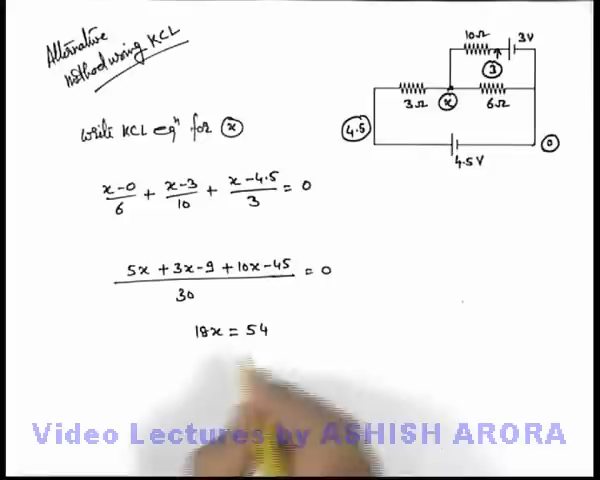 Alternative
method using KCL
10Ω 3V
3
3Ω x 6Ω
4.5 0
4.5 V
write KCL eqⁿ for x
x-0/6 + x-3/10 + x-4.5/3 = 0
5x + 3x - 9 + 10x - 45/30 = 0
18x = 54
Video Lectures by ASHISH ARORA